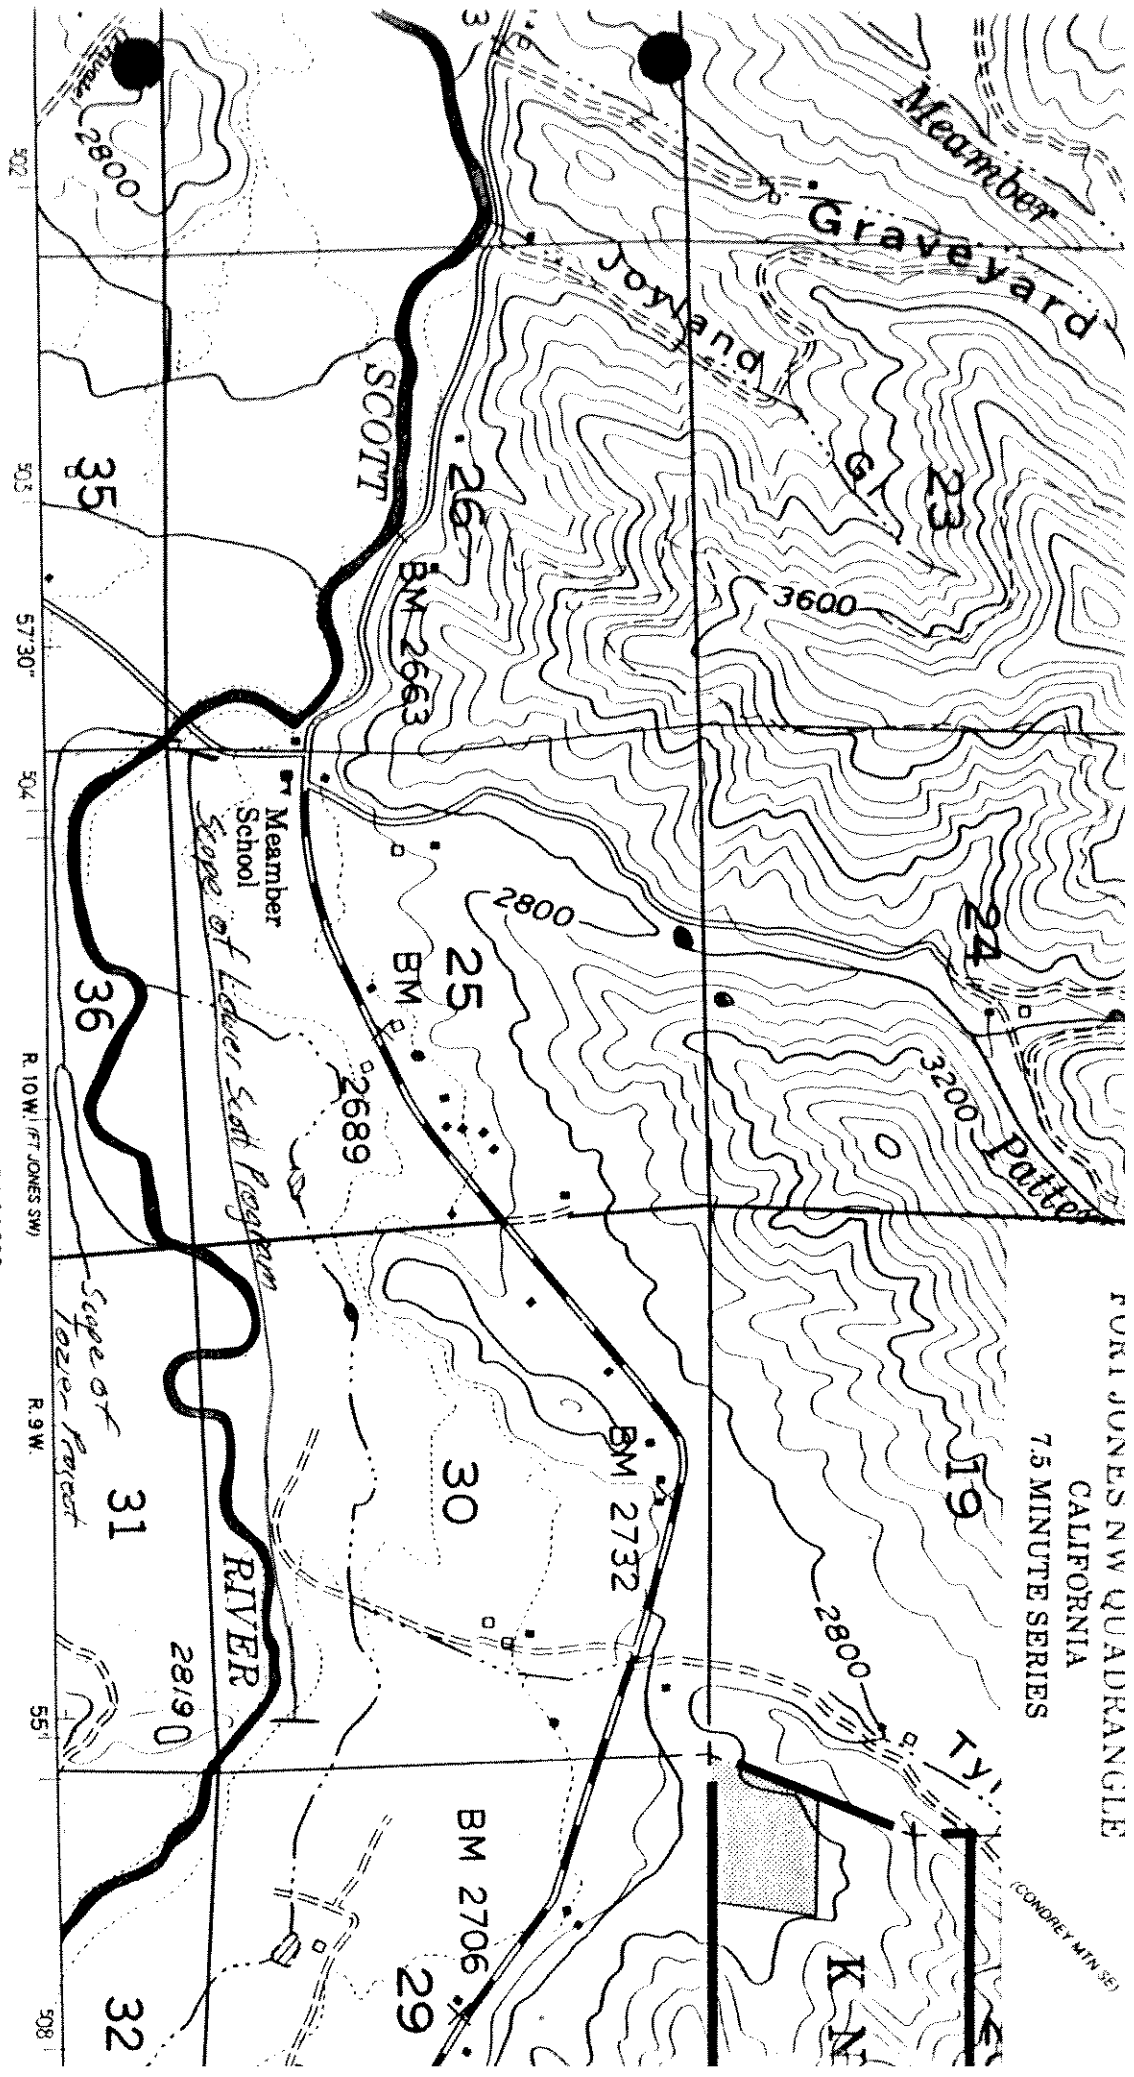 FORT JONES NW QUADRANGLE
CALIFORNIA
7.5 MINUTE SERIES
(CONDREY MTN SE)
Meamber
Graveyard
Joyland
Gl
23
3600
24
3200
19
2800
K N
3
26
SCOTT
BM 2663
2800
25
BM
2689
Meamber
School
BM 2732
30
BM 2706
29
2800
35
36
31
RIVER
2819
32
Scope of Lower Scott Program
Scope of
Tozier Project
502
503
57'30"
504
R. 10 W.
(FT JONES SW)
R. 9 W.
55'
508